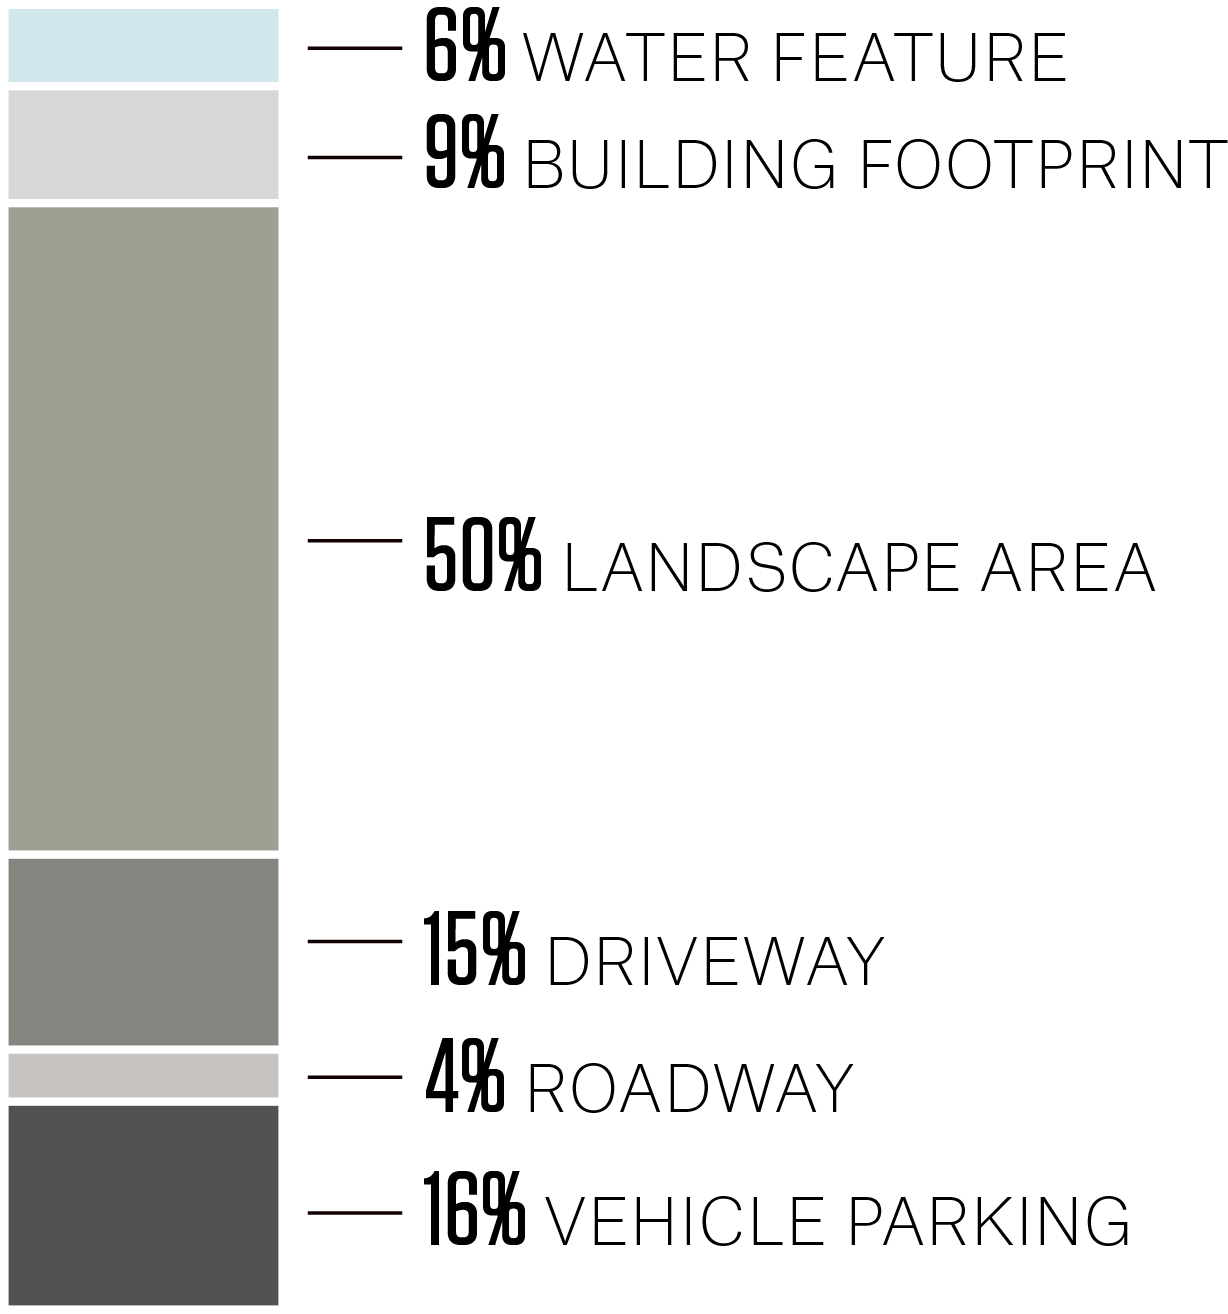 6% WATER FEATURE
9% BUILDING FOOTPRINT
50% LANDSCAPE AREA
15% DRIVEWAY
4% ROADWAY
16% VEHICLE PARKING